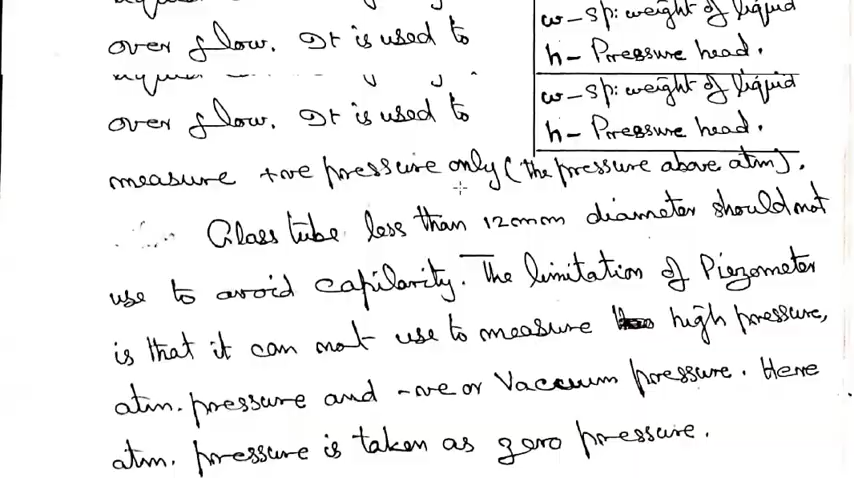 over flow. It is used to
w - sp: weight of liquid
h - Pressure head.
over flow. It is used to
w - sp: weight of liquid
h - Pressure head.
measure +ve pressure only (the pressure above atm).
Glass tube less than 12mm diameter should not
use to avoid capilarity. The limitation of Piezometer
is that it can not use to measure high pressure,
atm. pressure and -ve or Vaccum pressure. Here
atm. pressure is taken as zero pressure.